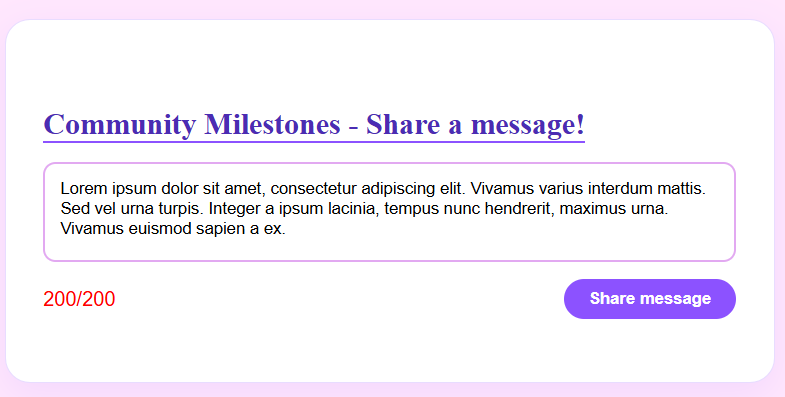 Community Milestones - Share a message!
Lorem ipsum dolor sit amet, consectetur adipiscing elit. Vivamus varius interdum mattis.
Sed vel urna turpis. Integer a ipsum lacinia, tempus nunc hendrerit, maximus urna.
Vivamus euismod sapien a ex.
200/200
Share message